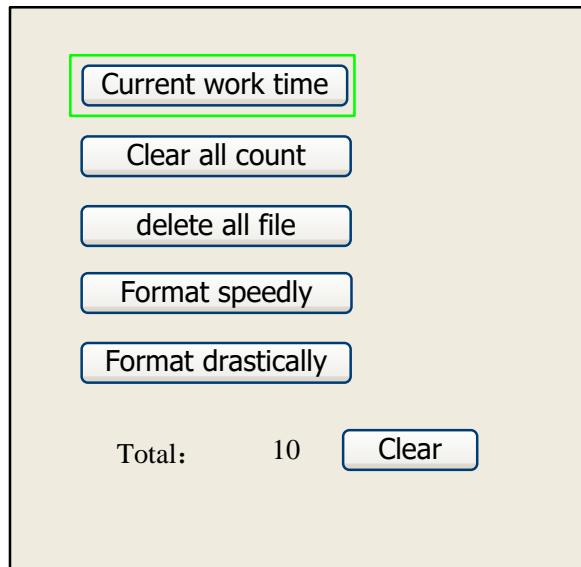 Current work time
Clear all count
delete all file
Format speedly
Format drastically
Total： 10 Clear